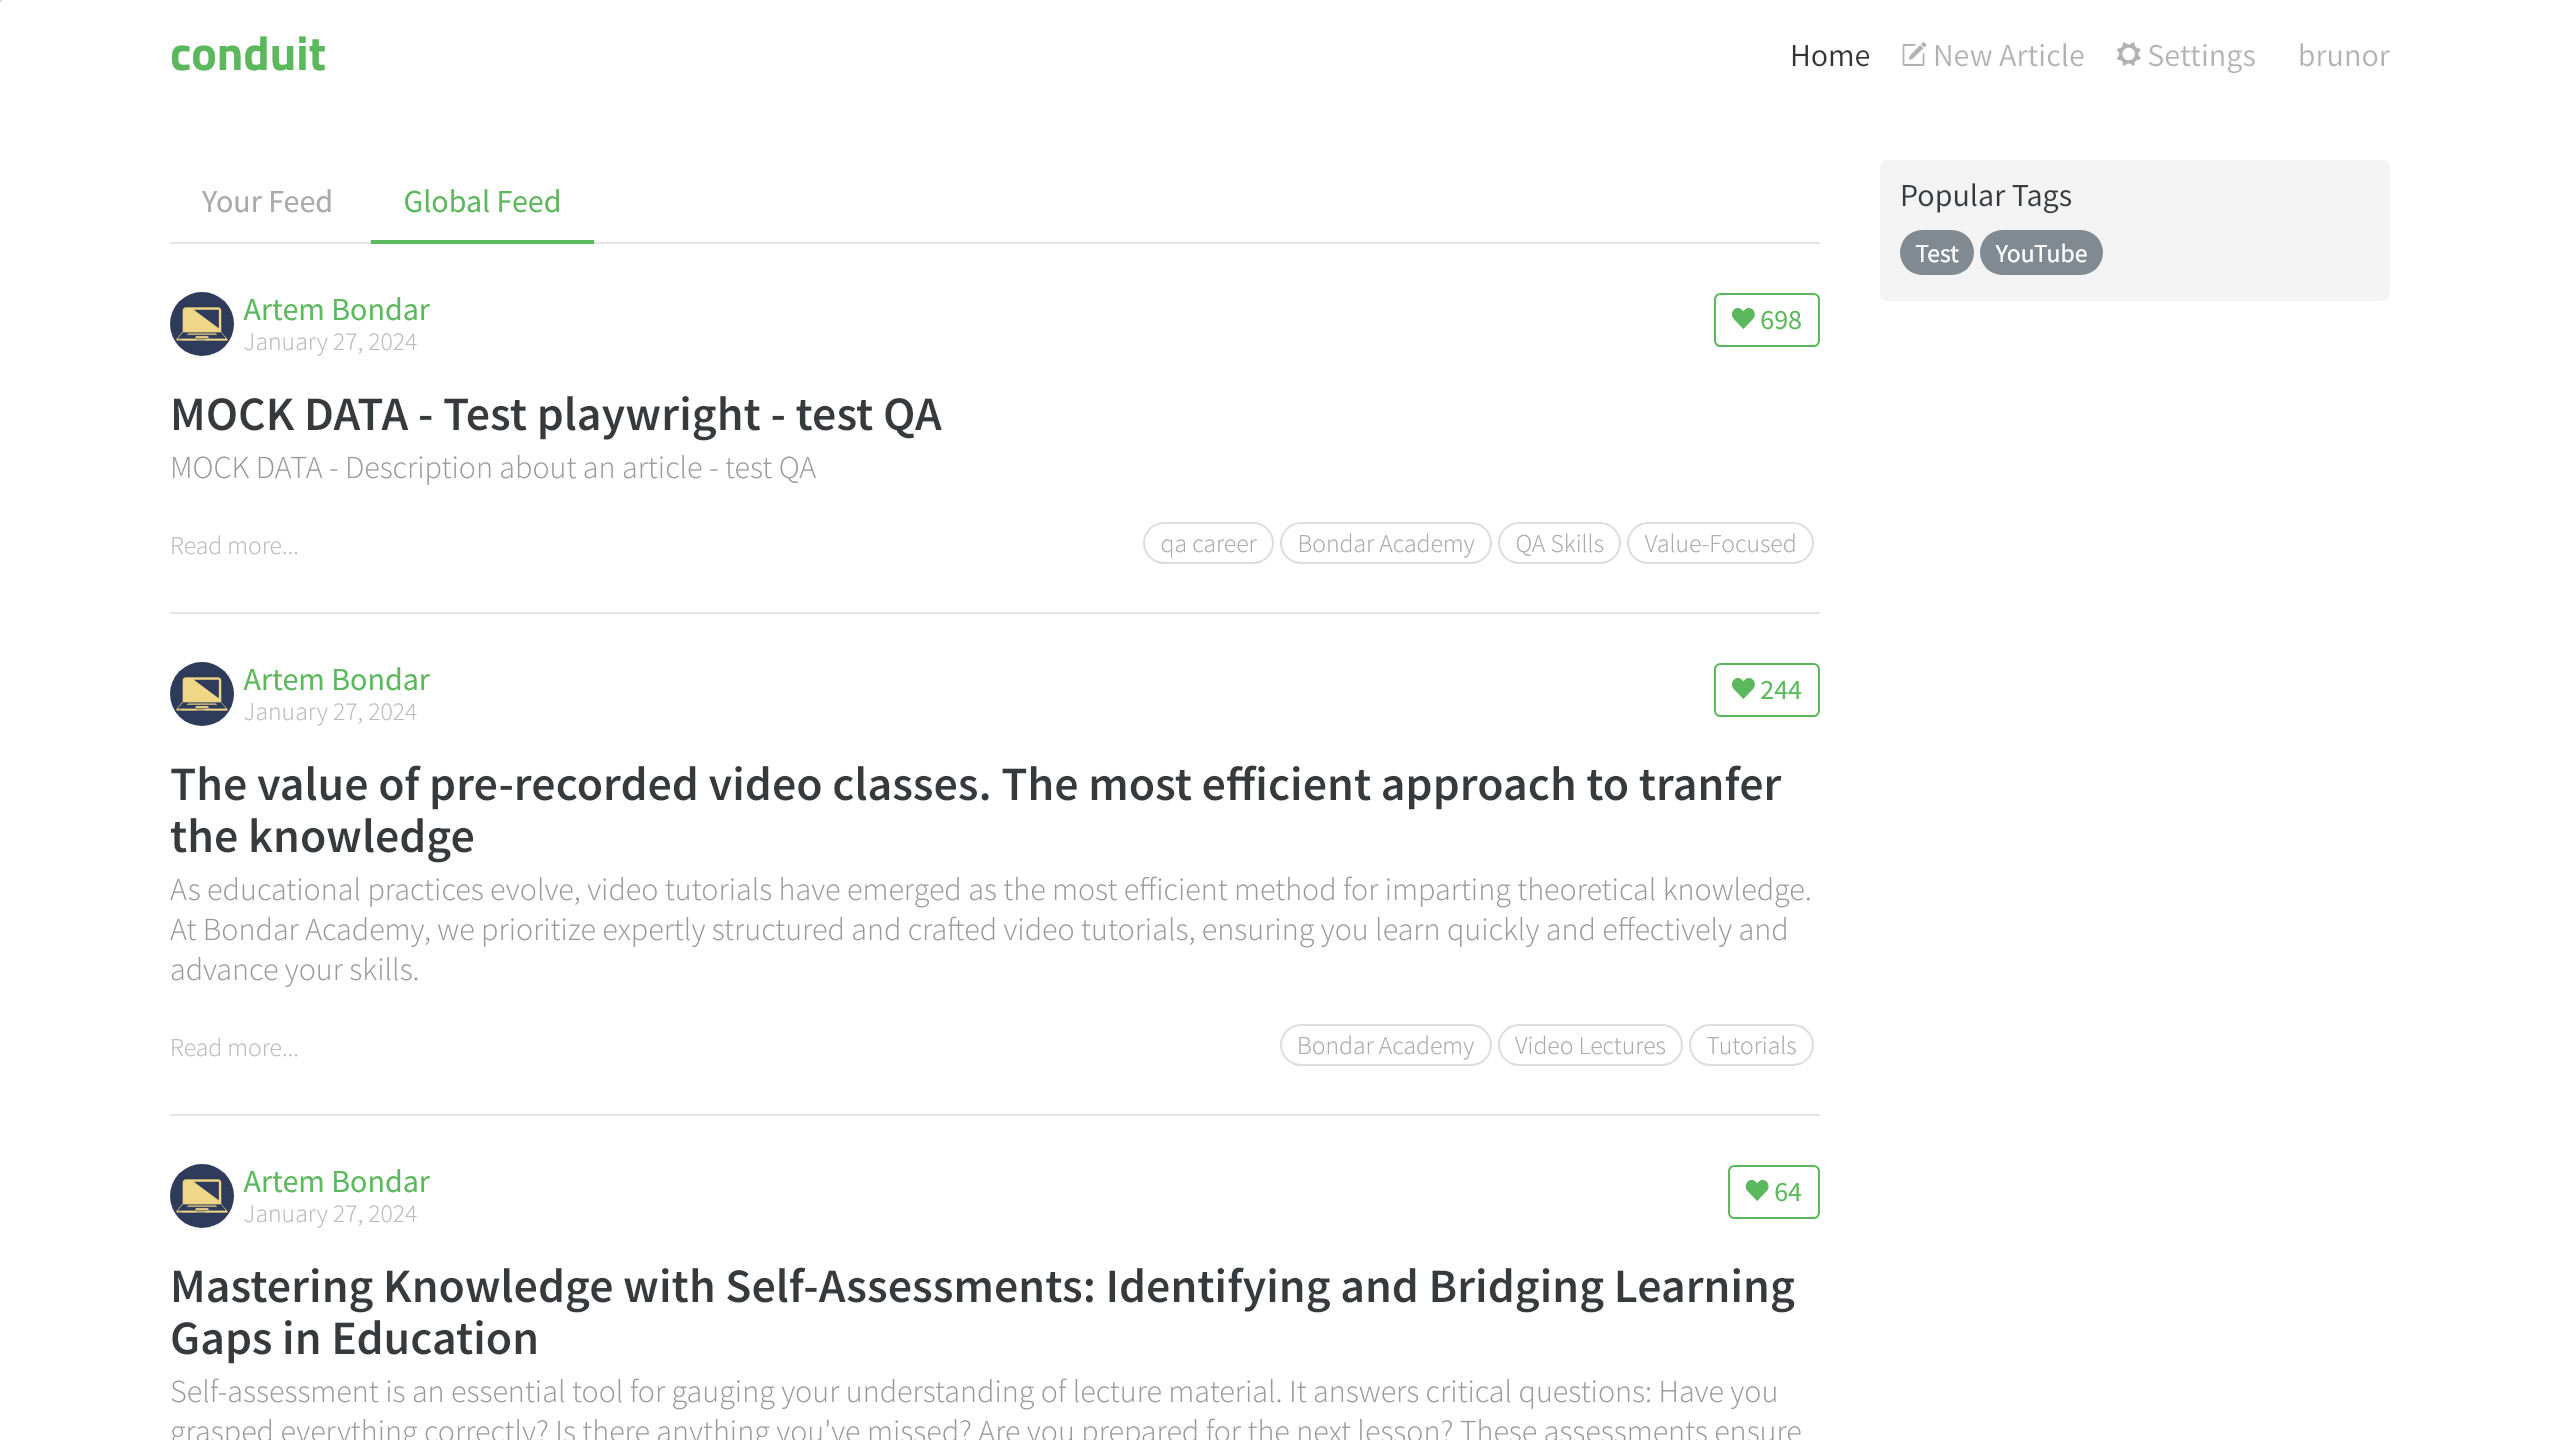 conduit
Home New Article Settings brunor
Your Feed Global Feed
Popular Tags
Test YouTube
Artem Bondar
January 27, 2024
698
MOCK DATA - Test playwright - test QA
MOCK DATA - Description about an article - test QA
Read more...
qa career Bondar Academy QA Skills Value-Focused
Artem Bondar
January 27, 2024
244
The value of pre-recorded video classes. The most efficient approach to tranfer
the knowledge
As educational practices evolve, video tutorials have emerged as the most efficient method for imparting theoretical knowledge.
At Bondar Academy, we prioritize expertly structured and crafted video tutorials, ensuring you learn quickly and effectively and
advance your skills.
Read more...
Bondar Academy Video Lectures Tutorials
Artem Bondar
January 27, 2024
64
Mastering Knowledge with Self-Assessments: Identifying and Bridging Learning
Gaps in Education
Self-assessment is an essential tool for gauging your understanding of lecture material. It answers critical questions: Have you
grasped everything correctly? Is there anything you've missed? Are you prepared for the next lesson? These assessments ensure